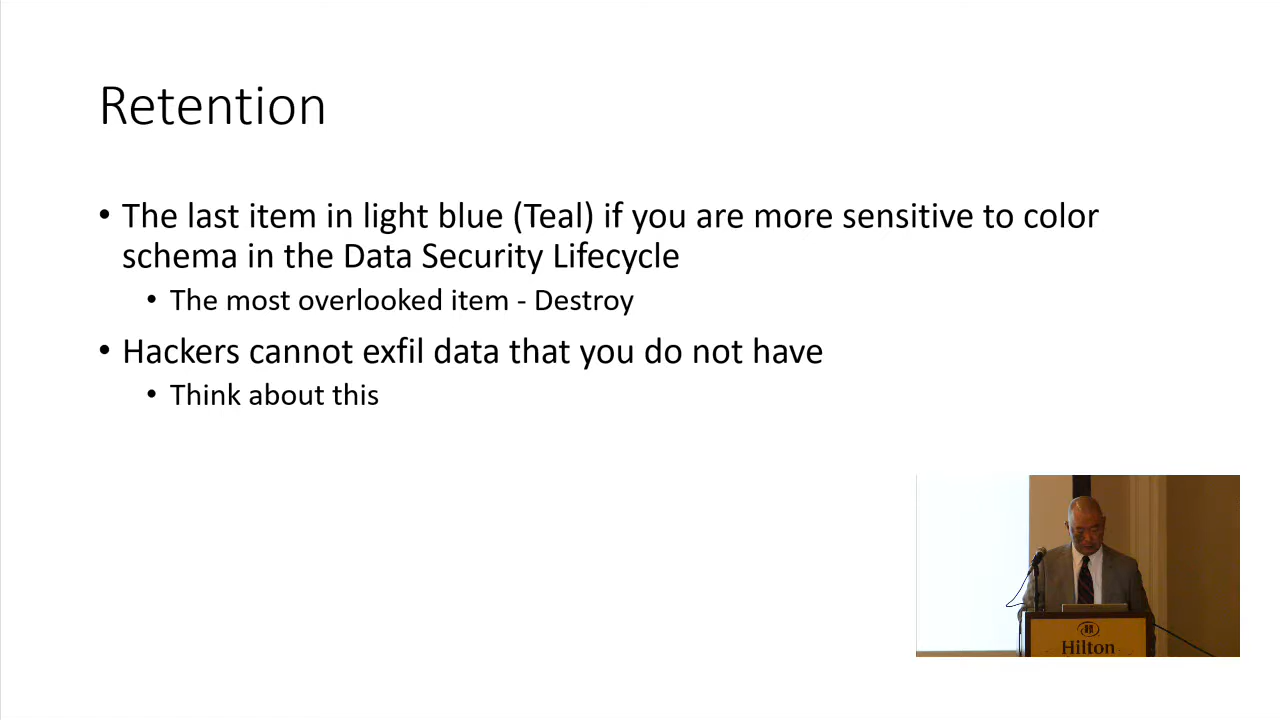 Retention
• The last item in light blue (Teal) if you are more sensitive to color
schema in the Data Security Lifecycle
• The most overlooked item - Destroy
• Hackers cannot exfil data that you do not have
• Think about this
Hilton